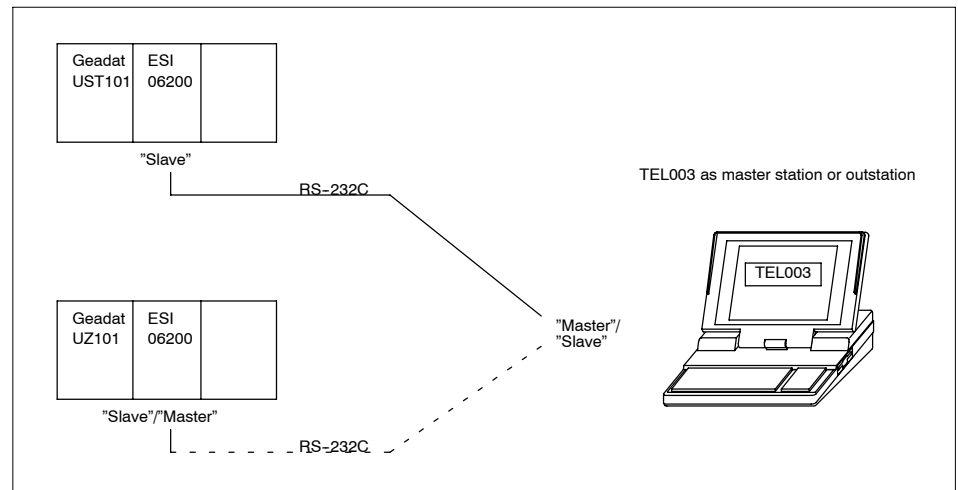 Geadat ESI
UST101 06200
”Slave”
RS-232C
TEL003 as master station or outstation
TEL003
Geadat ESI
UZ101 06200
”Master”/
”Slave”
”Slave”/”Master”
RS-232C